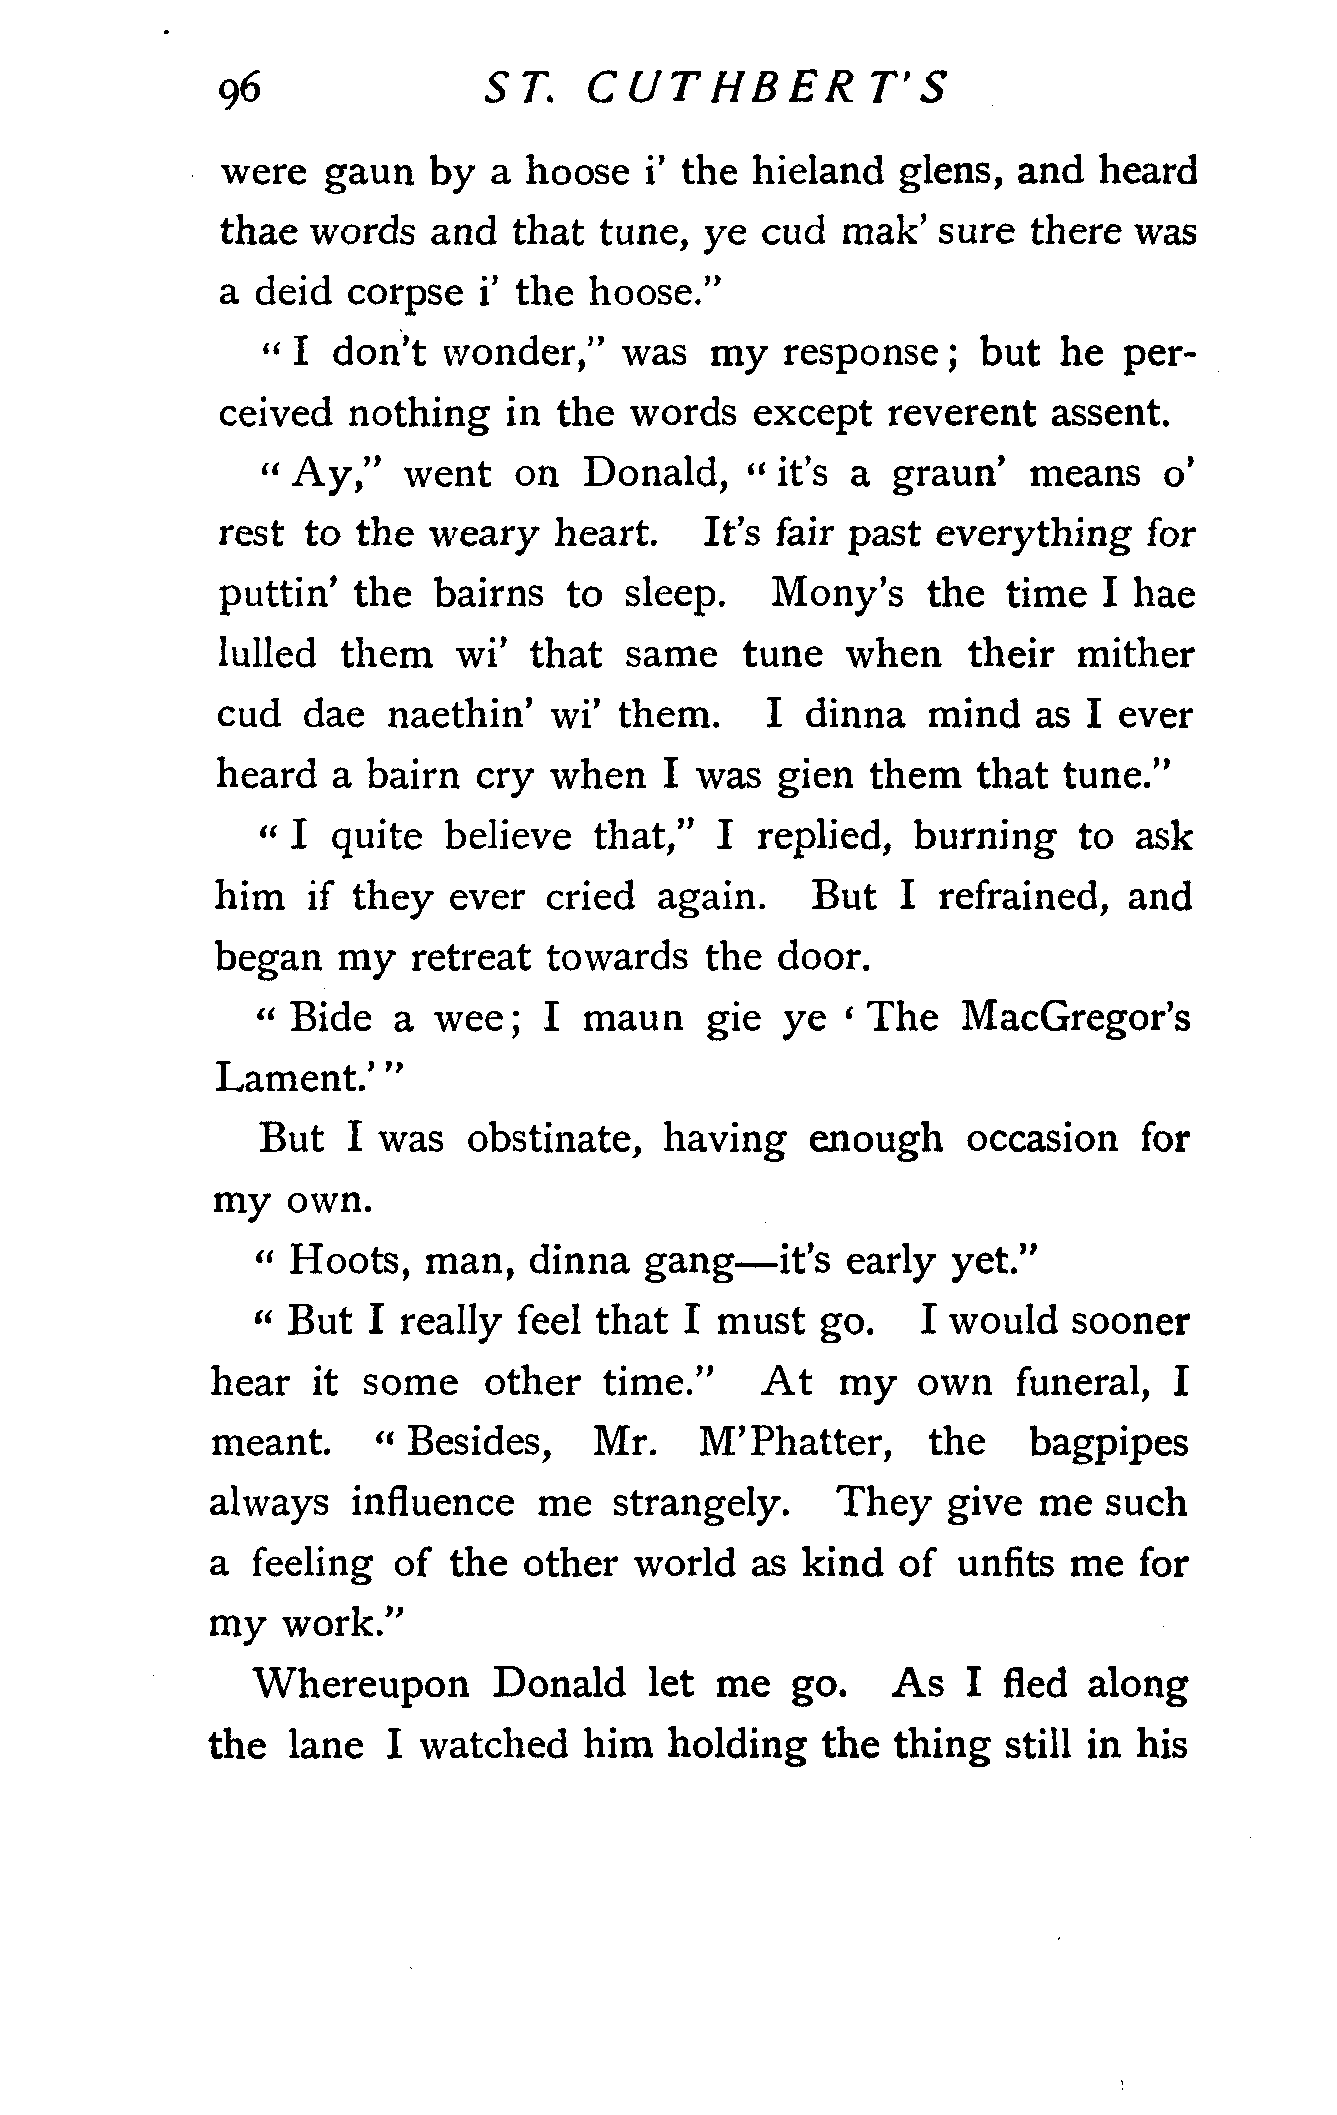 96 ST. CUTHBERT'S
were gaun by a hoose i' the hieland glens, and heard
thae words and that tune, ye cud mak' sure there was
a deid corpse i' the hoose."
"I don't wonder," was my response; but he per-
ceived nothing in the words except reverent assent.
"Ay," went on Donald, "it's a graun' means o'
rest to the weary heart. It's fair past everything for
puttin' the bairns to sleep. Mony's the time I hae
lulled them wi' that same tune when their mither
cud dae naethin' wi' them. I dinna mind as I ever
heard a bairn cry when I was gien them that tune."
"I quite believe that," I replied, burning to ask
him if they ever cried again. But I refrained, and
began my retreat towards the door.
"Bide a wee; I maun gie ye 'The MacGregor's
Lament.'"
But I was obstinate, having enough occasion for
my own.
"Hoots, man, dinna gang—it's early yet."
"But I really feel that I must go. I would sooner
hear it some other time." At my own funeral, I
meant. "Besides, Mr. M'Phatter, the bagpipes
always influence me strangely. They give me such
a feeling of the other world as kind of unfits me for
my work."
Whereupon Donald let me go. As I fled along
the lane I watched him holding the thing still in his